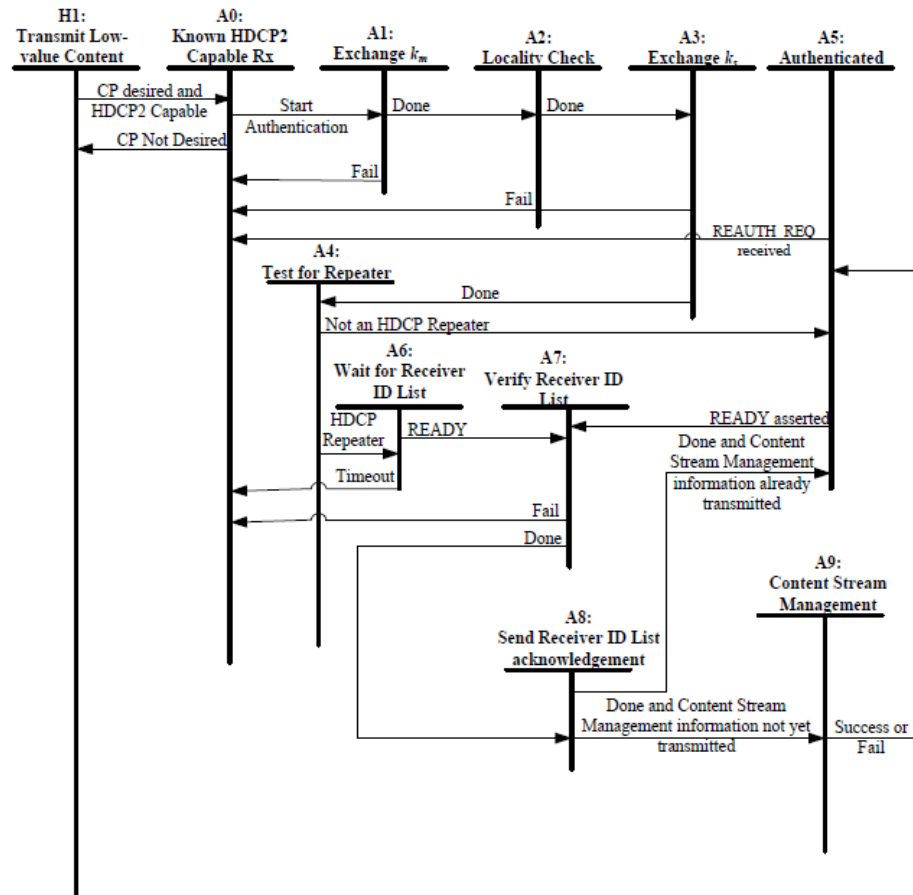 H1:
Transmit Low-
value Content
A0:
Known HDCP2
Capable Rx
A1:
Exchange km
A2:
Locality Check
A3:
Exchange ks
A5:
Authenticated
CP desired and
HDCP2 Capable
Start
Authentication
Done
Done
CP Not Desired
Fail
Fail
REAUTH_REQ
received
A4:
Test for Repeater
Done
Not an HDCP Repeater
A6:
Wait for Receiver
ID List
A7:
Verify Receiver ID
List
HDCP
Repeater
READY
READY asserted
Timeout
Done and Content
Stream Management
information already
transmitted
Fail
Done
A8:
Send Receiver ID List
acknowledgement
A9:
Content Stream
Management
Done and Content Stream
Management information not yet
transmitted
Success or
Fail